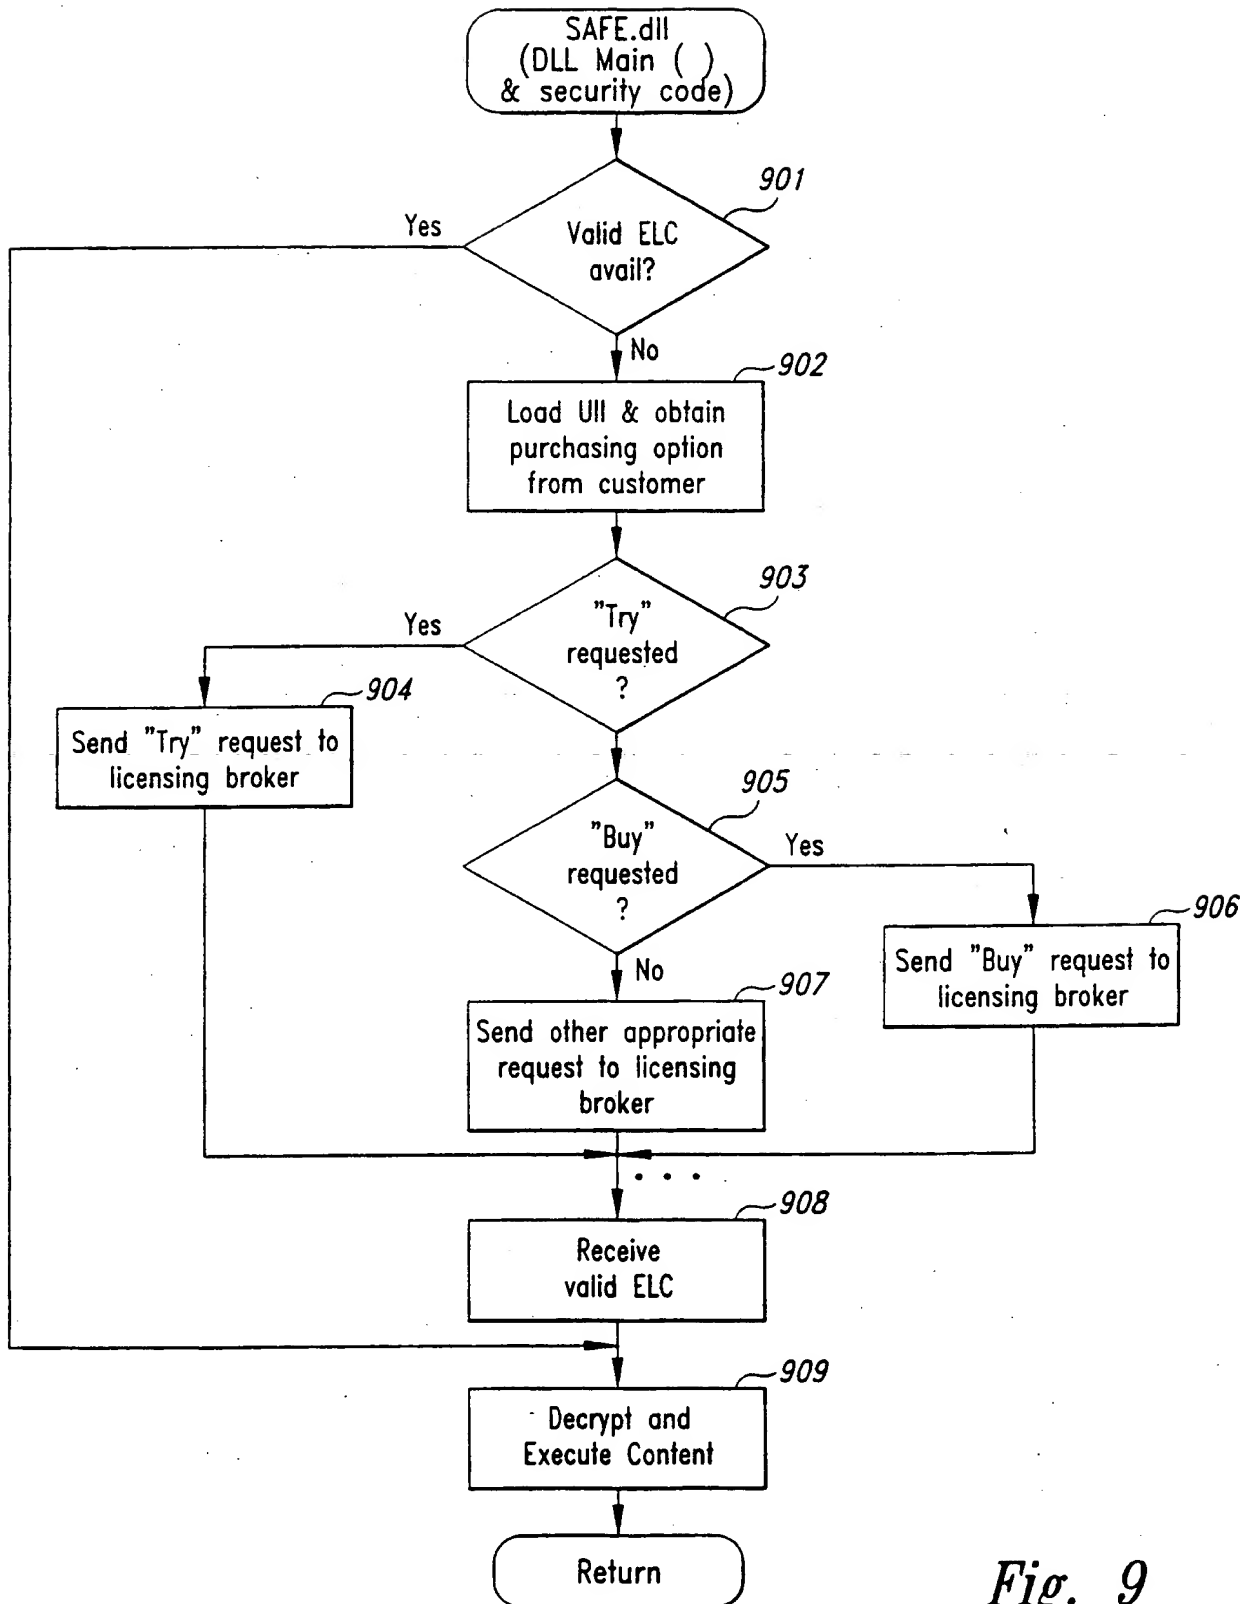 SAFE.dll
(DLL Main ( )
& security code)
901
Yes
Valid ELC
avail?
No
902
Load UII & obtain
purchasing option
from customer
903
Yes
"Try"
requested
?
904
Send "Try" request to
licensing broker
905
"Buy"
requested
?
Yes
906
Send "Buy" request to
licensing broker
No
907
Send other appropriate
request to licensing
broker
. . .
908
Receive
valid ELC
909
Decrypt and
Execute Content
Return
Fig. 9